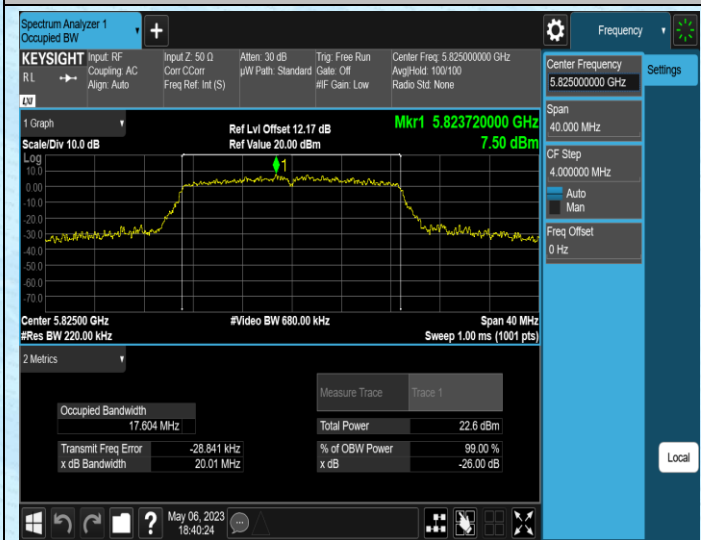 Spectrum Analyzer 1
Occupied BW
Frequency
KEYSIGHT
RL
LXI
Input: RF
Coupling: AC
Align: Auto
Input Z: 50 Ω
Corr CCorr
Freq Ref: Int (S)
Atten: 30 dB
µW Path: Standard
Trig: Free Run
Gate: Off
#IF Gain: Low
Center Freq: 5.825000000 GHz
Avg|Hold: 100/100
Radio Std: None
Center Frequency
5.825000000 GHz
Settings
Span
40.000 MHz
CF Step
4.000000 MHz
Auto
Man
Freq Offset
0 Hz
1 Graph
Scale/Div 10.0 dB
Ref Lvl Offset 12.17 dB
Ref Value 20.00 dBm
Mkr1 5.823720000 GHz
7.50 dBm
Log
1
10.0
0.00
-10.0
-20.0
-30.0
-40.0
-50.0
-60.0
-70.0
Center 5.82500 GHz
#Video BW 680.00 kHz
Span 40 MHz
#Res BW 220.00 kHz
Sweep 1.00 ms (1001 pts)
2 Metrics
Measure Trace
Trace 1
Occupied Bandwidth
17.604 MHz
Total Power
22.6 dBm
Transmit Freq Error
-28.841 kHz
% of OBW Power
99.00 %
x dB Bandwidth
20.01 MHz
x dB
-26.00 dB
Local
May 06, 2023
18:40:24